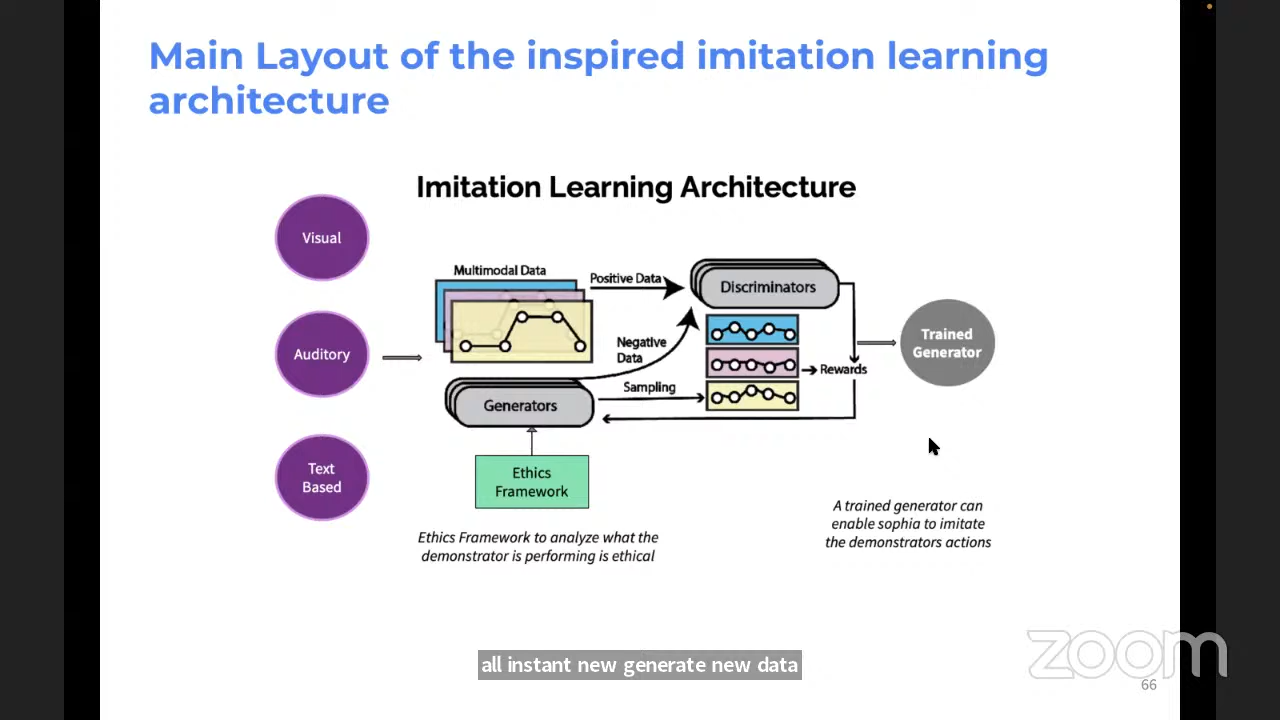 Main Layout of the inspired imitation learning
architecture
Imitation Learning Architecture
Visual
Auditory
Text
Based
Multimodal Data
Positive Data
Discriminators
Negative
Data
Sampling
Rewards
Generators
Trained
Generator
Ethics
Framework
Ethics Framework to analyze what the
demonstrator is performing is ethical
A trained generator can
enable sophia to imitate
the demonstrators actions
all instant new generate new data
zoom
66